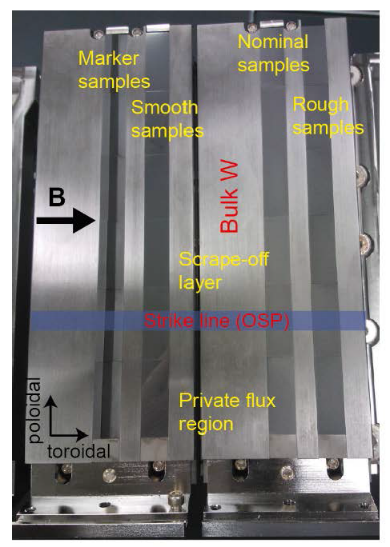 Marker
samples
Nominal
samples
Smooth
samples
Rough
samples
B
Bulk W
Scrape-off
layer
Strike line (OSP)
Private flux
region
poloidal
toroidal